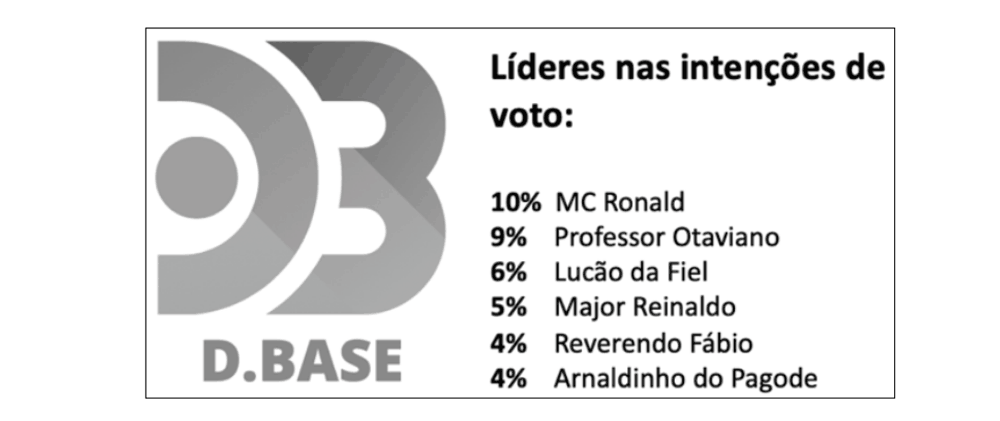 Líderes nas intenções de
voto:
10% MC Ronald
9% Professor Otaviano
6% Lucão da Fiel
5% Major Reinaldo
4% Reverendo Fábio
4% Arnaldinho do Pagode
DB
D.BASE